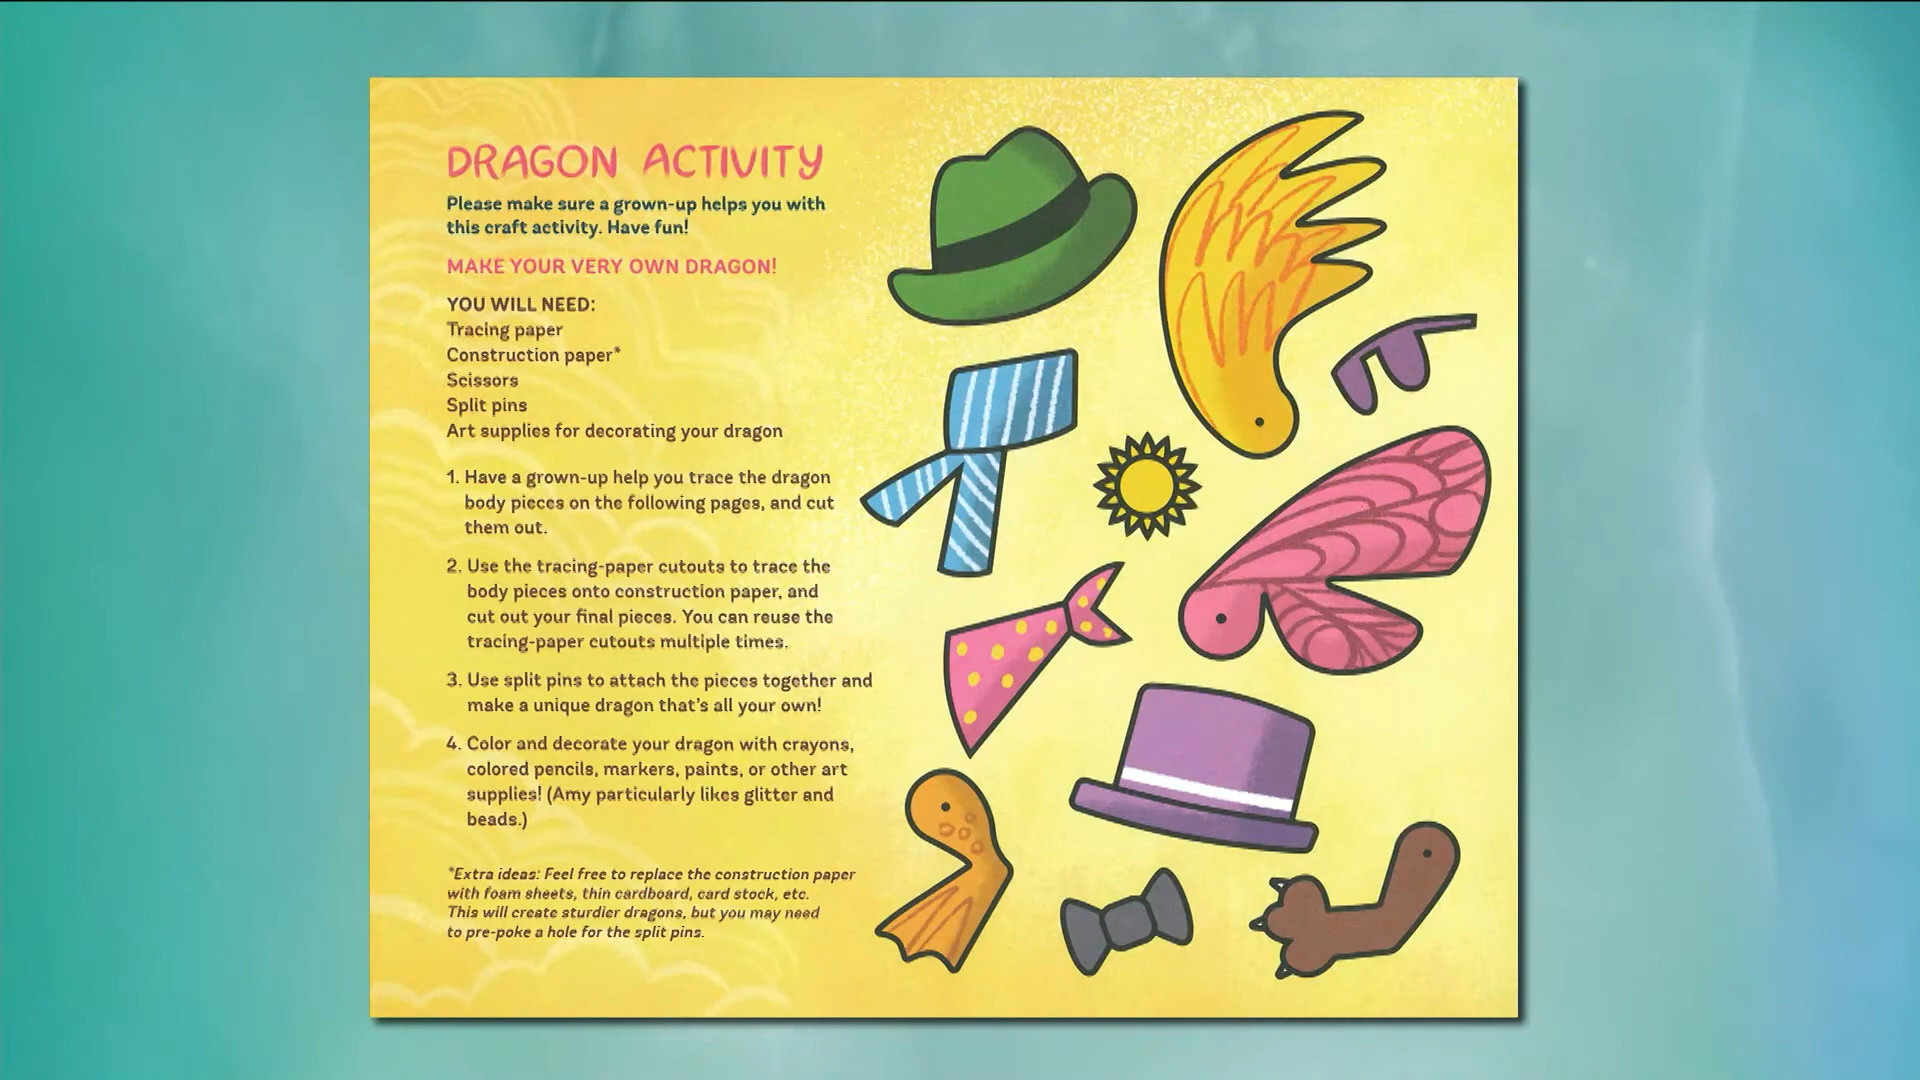 DRAGON ACTIVITY
Please make sure a grown-up helps you with
this craft activity. Have fun!
MAKE YOUR VERY OWN DRAGON!
YOU WILL NEED:
Tracing paper
Construction paper*
Scissors
Split pins
Art supplies for decorating your dragon
1. Have a grown-up help you trace the dragon
body pieces on the following pages, and cut
them out.
2. Use the tracing-paper cutouts to trace the
body pieces onto construction paper, and
cut out your final pieces. You can reuse the
tracing-paper cutouts multiple times.
3. Use split pins to attach the pieces together and
make a unique dragon that's all your own!
4. Color and decorate your dragon with crayons,
colored pencils, markers, paints, or other art
supplies! (Amy particularly likes glitter and
beads.)
*Extra ideas: Feel free to replace the construction paper
with foam sheets, thin cardboard, card stock, etc.
This will create sturdier dragons, but you may need
to pre-poke a hole for the split pins.